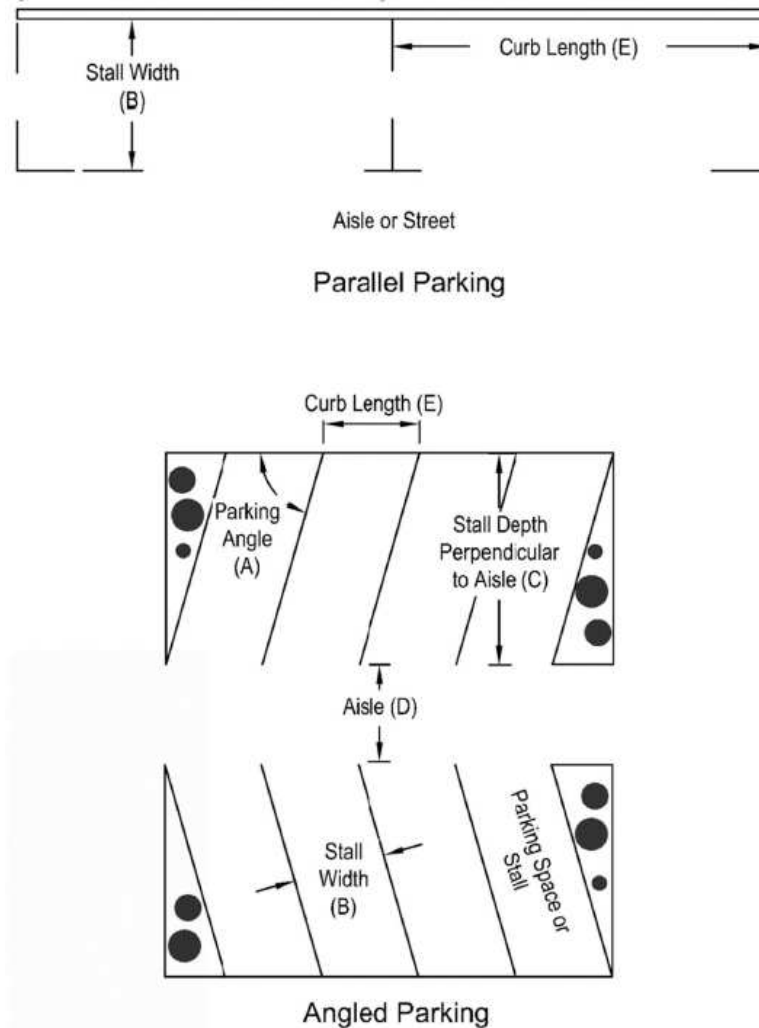 Stall Width
(B)
Curb Length (E)
Aisle or Street
Parallel Parking
Curb Length (E)
Parking
Angle
(A)
Stall Depth
Perpendicular
to Aisle (C)
Aisle (D)
Stall
Width
(B)
Parking Space or
Stall
Angled Parking